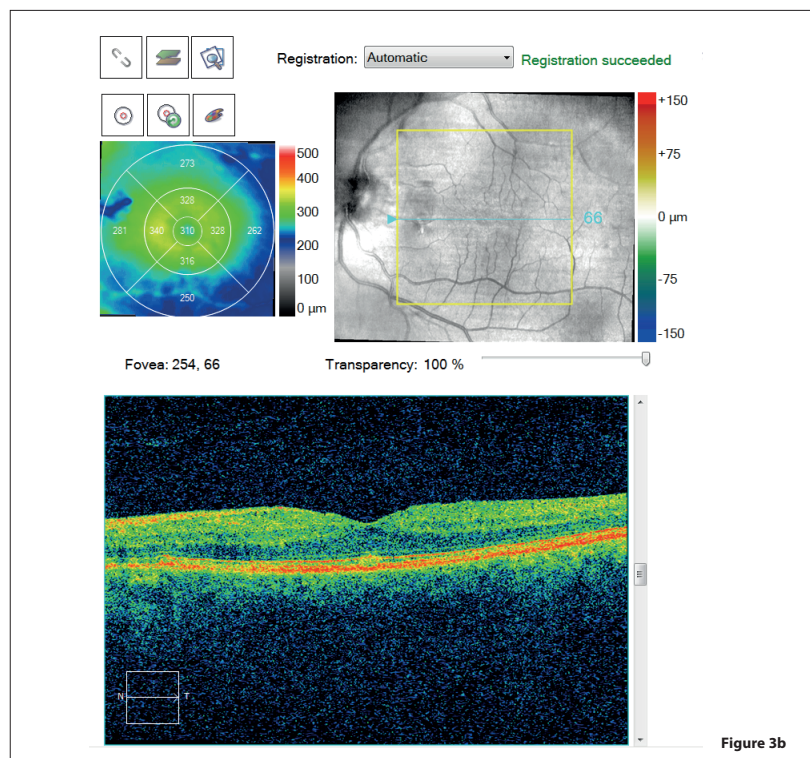 Registration: Automatic Registration succeeded
500
400
300
200
100
0 µm
273
328
281 340 310 328 262
316
250
66
+150
+75
0 µm
-75
-150
Fovea: 254, 66
Transparency: 100 %
N T
Figure 3b